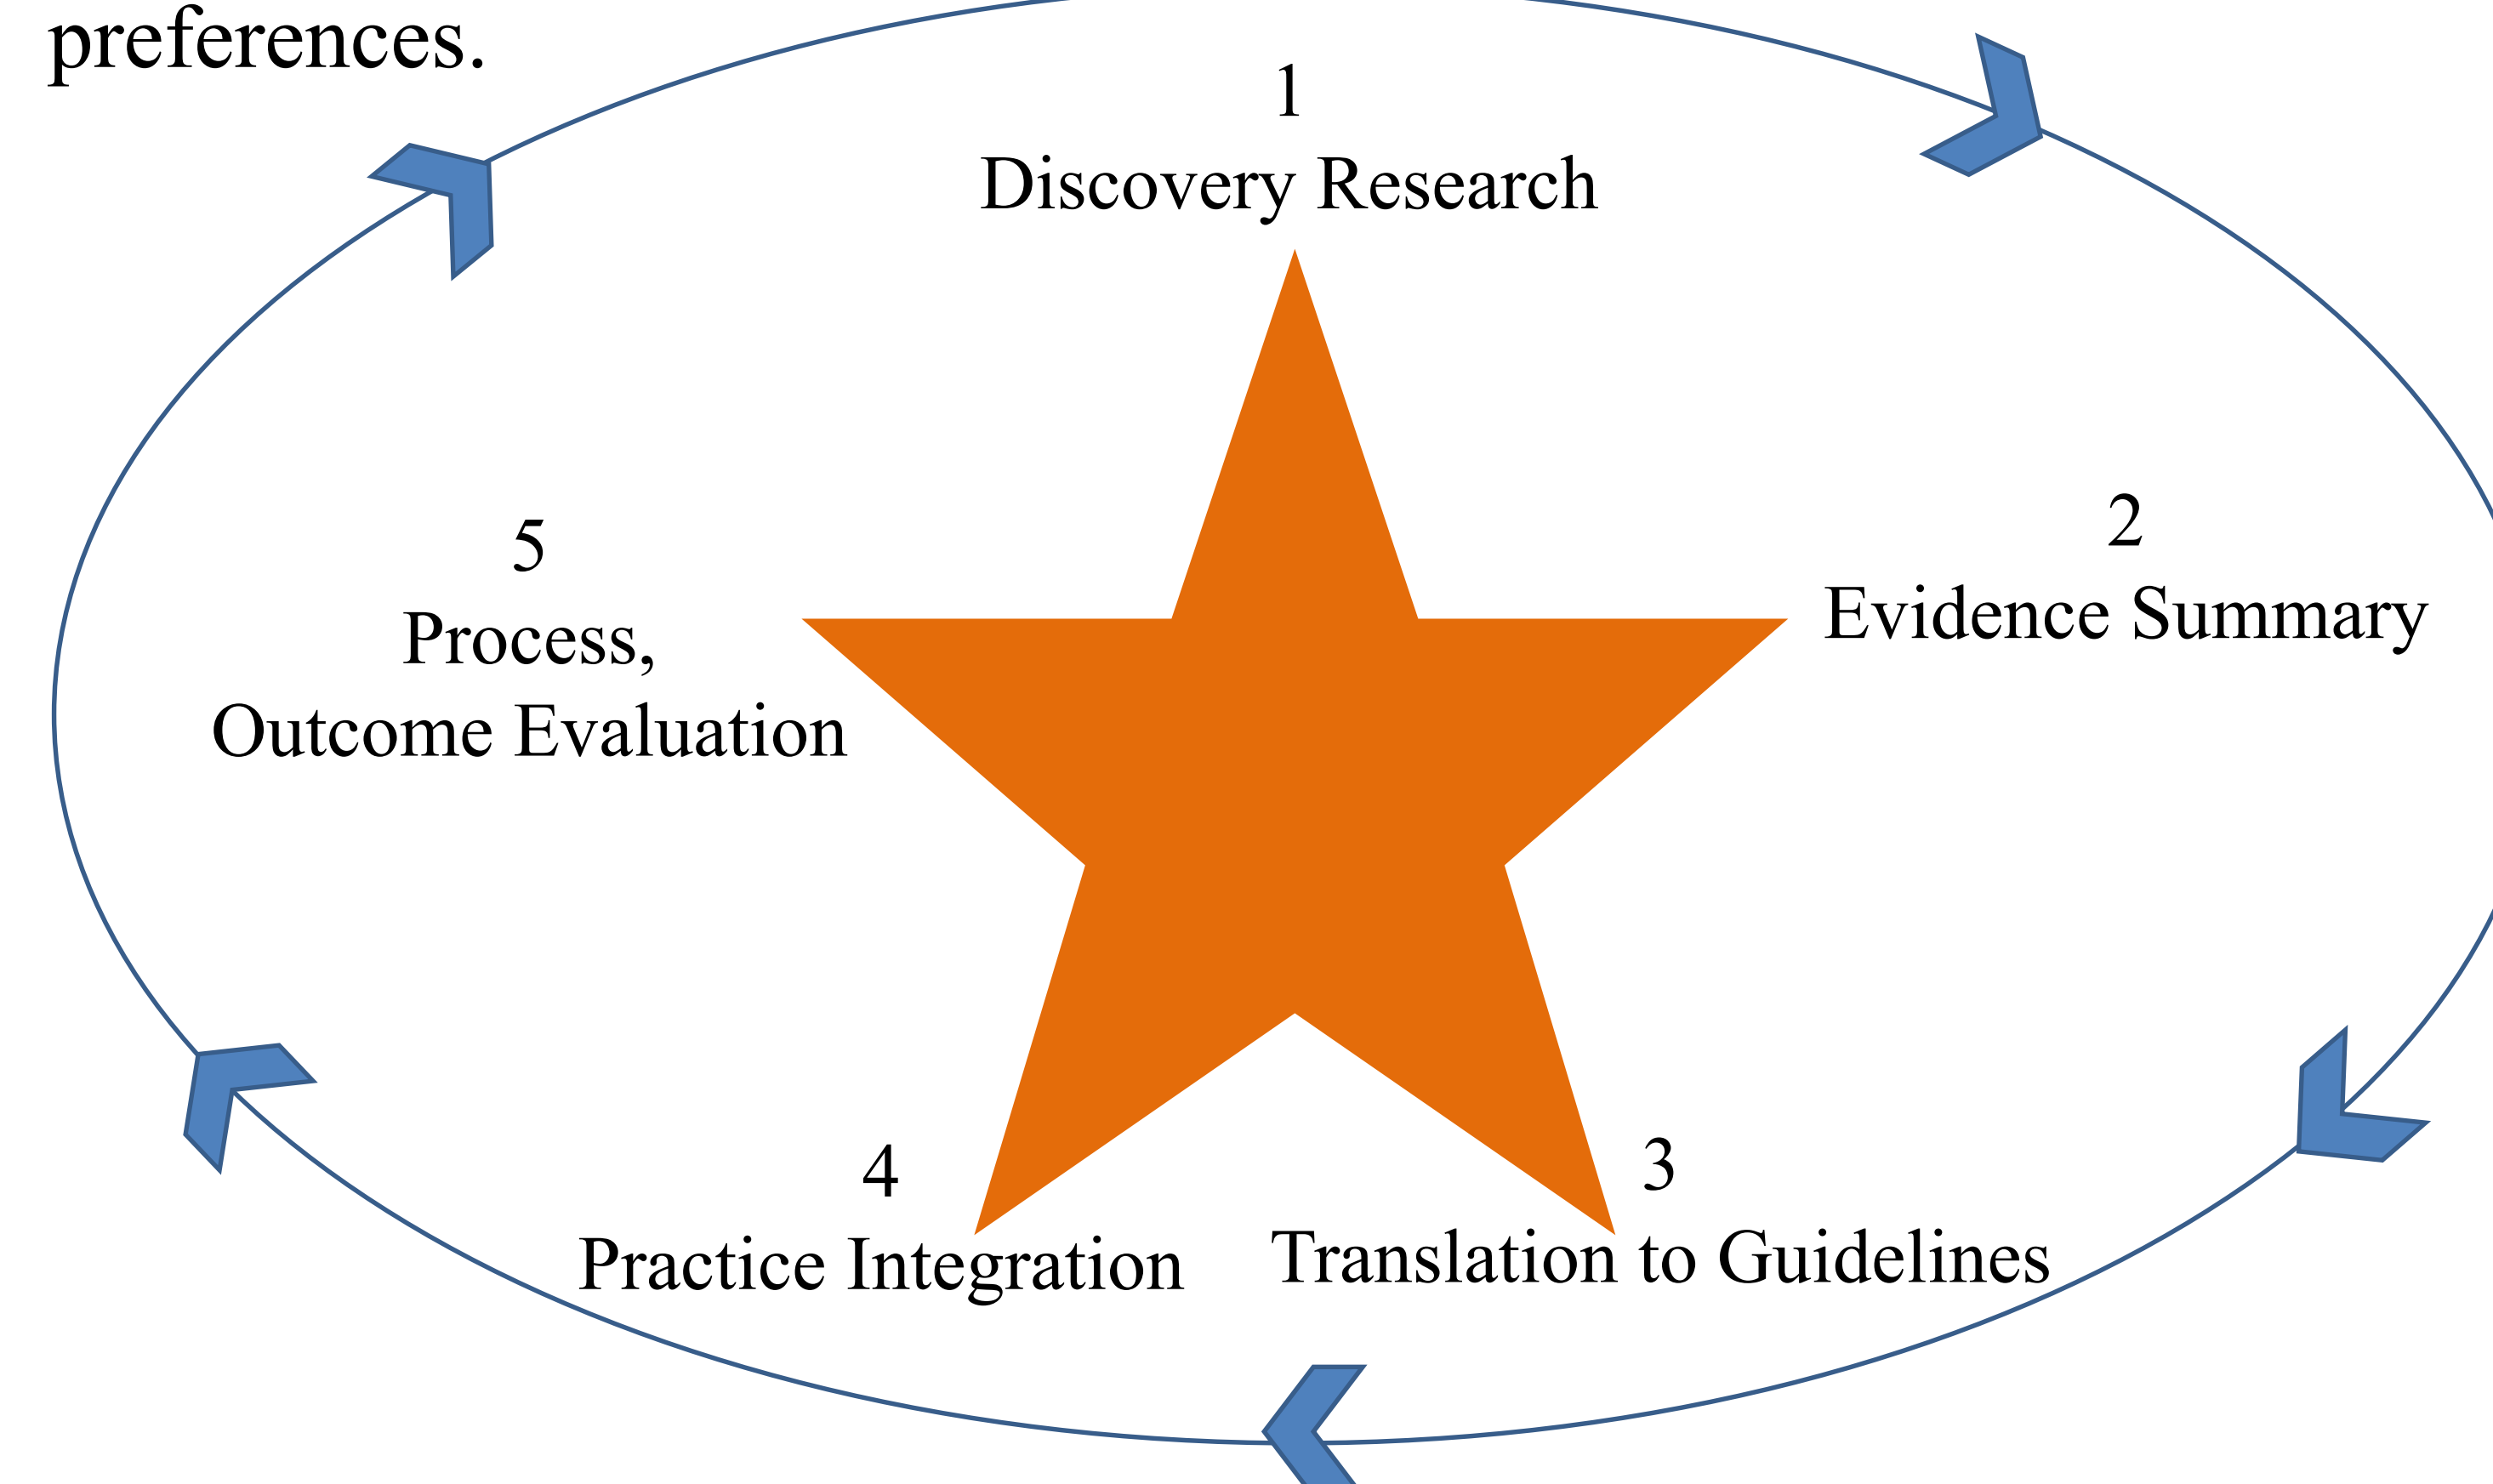 preferences.
1
Discovery Research
2
Evidence Summary
3
Translation to Guidelines
4
Practice Integration
5
Process,
Outcome Evaluation